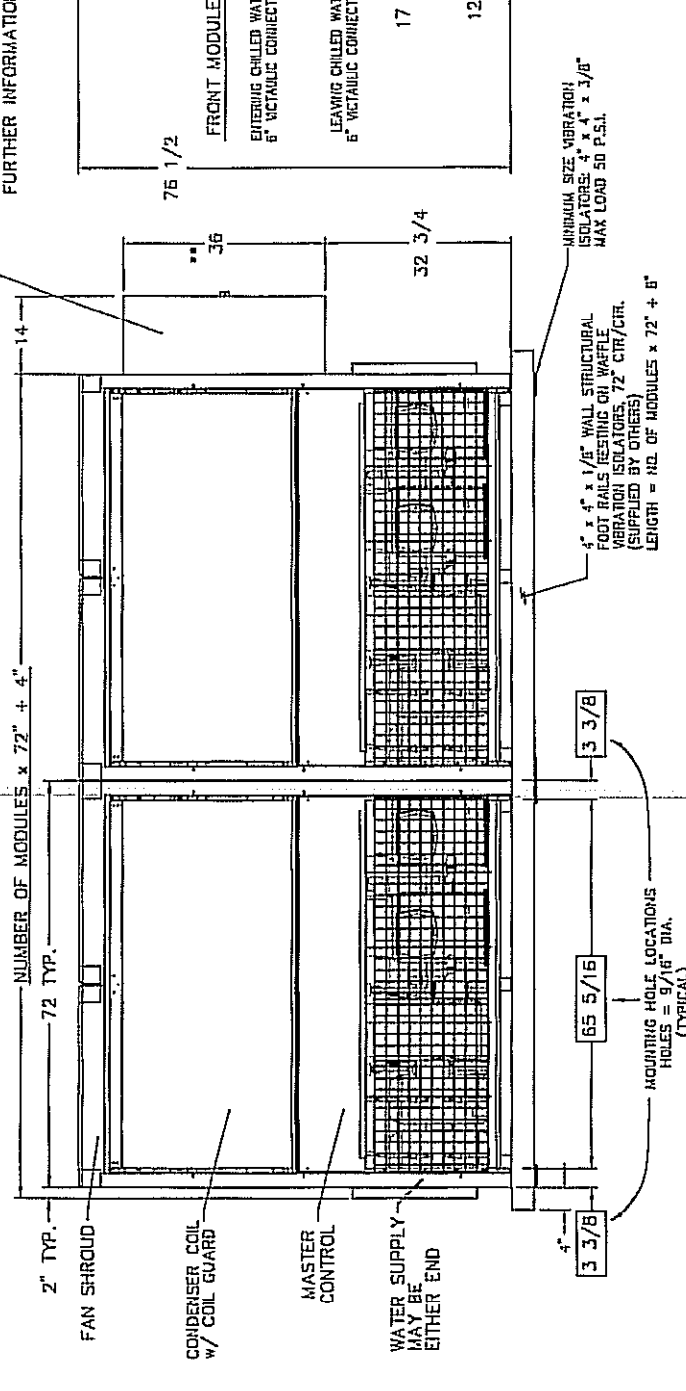 FURTHER INFORMATION
14
NUMBER OF MODULES x 72" + 4"
72 TYP.
2" TYP.
FAN SHROUD
CONDENSER COIL
w/ COIL GUARD
MASTER
CONTROL
WATER SUPPLY
MAY BE
EITHER END
** 36
32 3/4
76 1/2
FRONT MODULE
ENTERING CHILLED WAT
6" VICTAULIC CONNECT
LEAVING CHILLED WAT
6" VICTAULIC CONNECT
17
12
MINIMUM SIZE VIBRATION
ISOLATORS: 4" x 4" x 3/8"
MAX LOAD 50 P.S.I.
4" x 4" x 1/8" WALL STRUCTURAL
FOOT RAILS RESTING ON WAFFLE
VIBRATION ISOLATORS, 72" CTR/CTR.
(SUPPLIED BY OTHERS)
LENGTH = NO. OF MODULES x 72" + 8"
4"
3 3/8
65 5/16
3 3/8
MOUNTING HOLE LOCATIONS
HOLES = 9/16" DIA.
(TYPICAL)